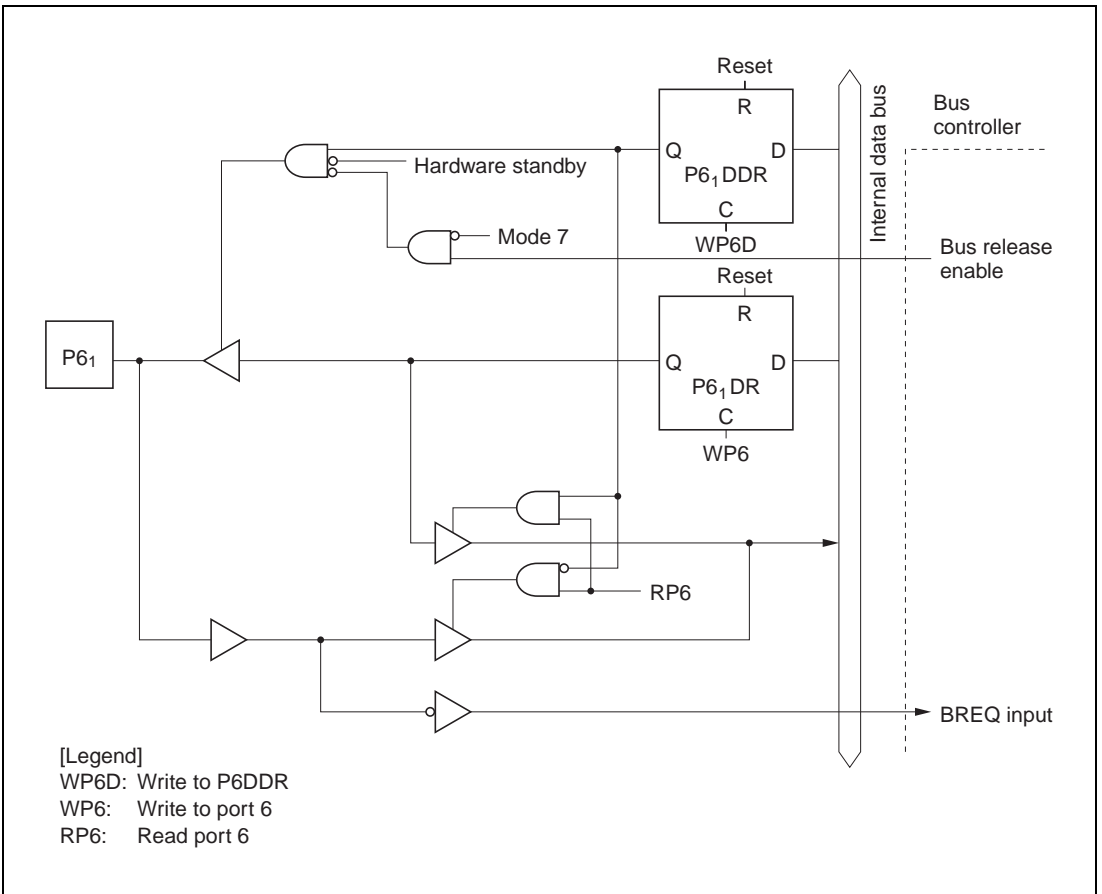 Reset
R
Q
D
P6₁DDR
C
WP6D
Hardware standby
Mode 7
Internal data bus
Bus
controller
Bus release
enable
Reset
R
Q
D
P6₁DR
C
WP6
P6₁
RP6
BREQ input
[Legend]
WP6D: Write to P6DDR
WP6: Write to port 6
RP6: Read port 6